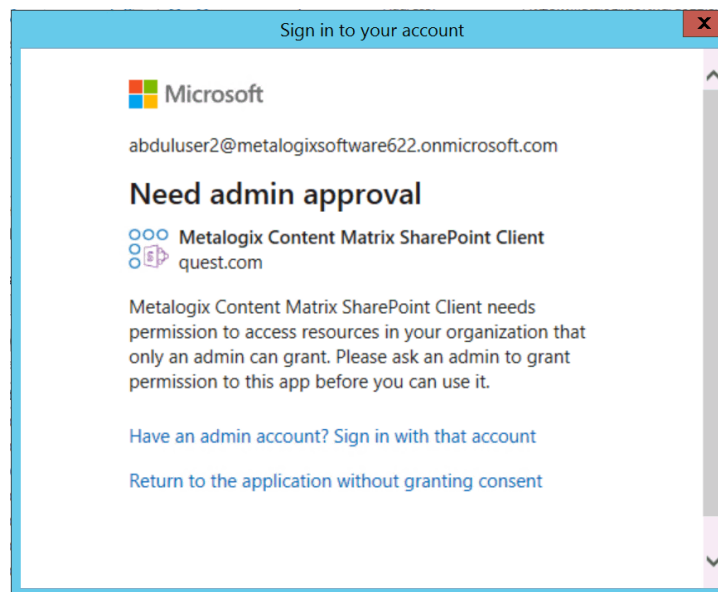 Sign in to your account
X
Microsoft
abduluser2@metalogixsoftware622.onmicrosoft.com
Need admin approval
Metalogix Content Matrix SharePoint Client
quest.com
Metalogix Content Matrix SharePoint Client needs
permission to access resources in your organization that
only an admin can grant. Please ask an admin to grant
permission to this app before you can use it.
Have an admin account? Sign in with that account
Return to the application without granting consent